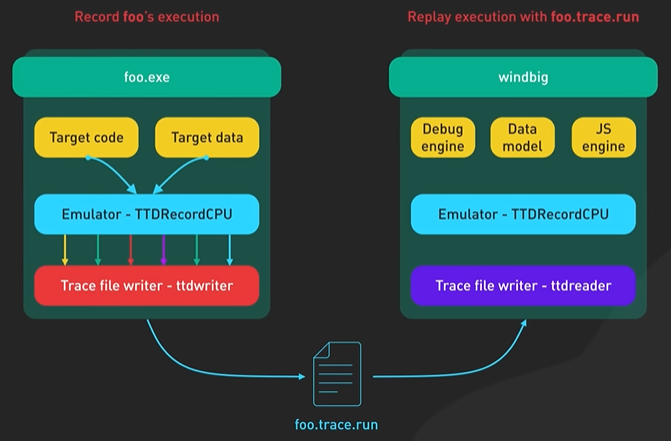 Record foo's execution
Replay execution with foo.trace.run
foo.exe
windbig
Target code
Target data
Debug
engine
Data
model
JS
engine
Emulator - TTDRecordCPU
Emulator - TTDRecordCPU
Trace file writer - ttdwriter
Trace file writer - ttdreader
foo.trace.run